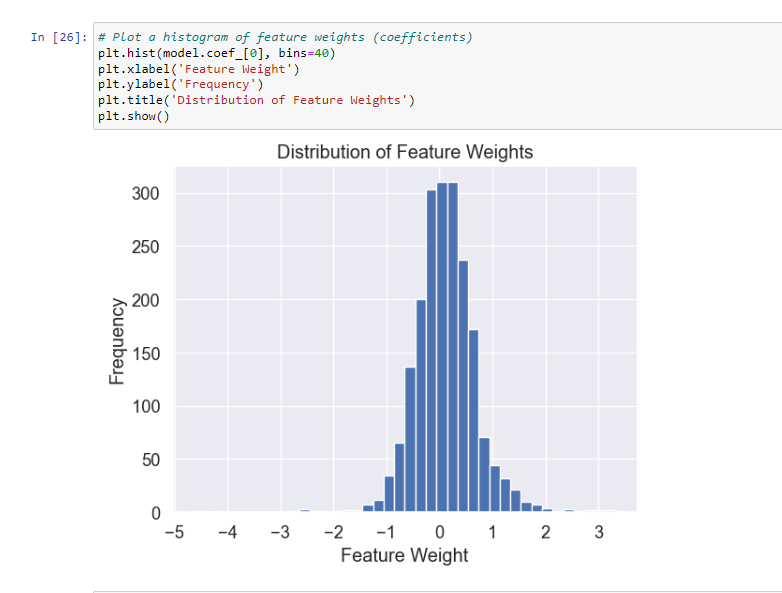 In [26]: # Plot a histogram of feature weights (coefficients)
plt.hist(model.coef_[0], bins=40)
plt.xlabel('Feature Weight')
plt.ylabel('Frequency')
plt.title('Distribution of Feature Weights')
plt.show()
Distribution of Feature Weights
300
250
200
150
100
50
0
Frequency
−5 −4 −3 −2 −1 0 1 2 3
Feature Weight